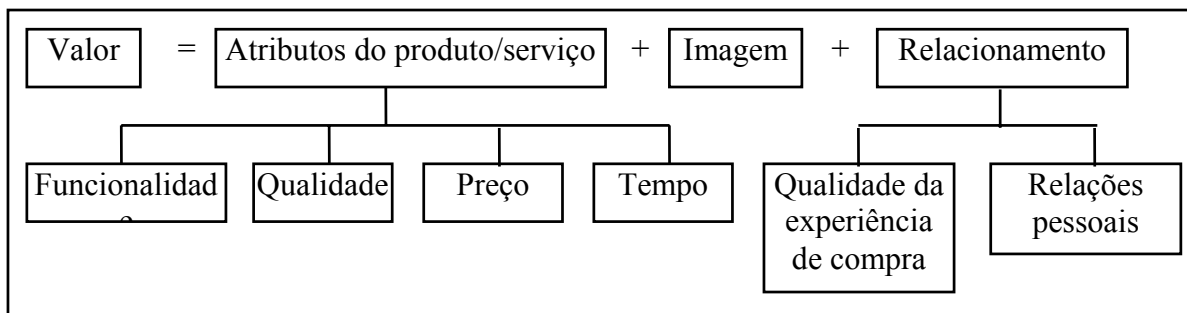 Valor = Atributos do produto/serviço + Imagem + Relacionamento
Funcionalidad Qualidade Preço Tempo Qualidade da Relações
experiência pessoais
de compra